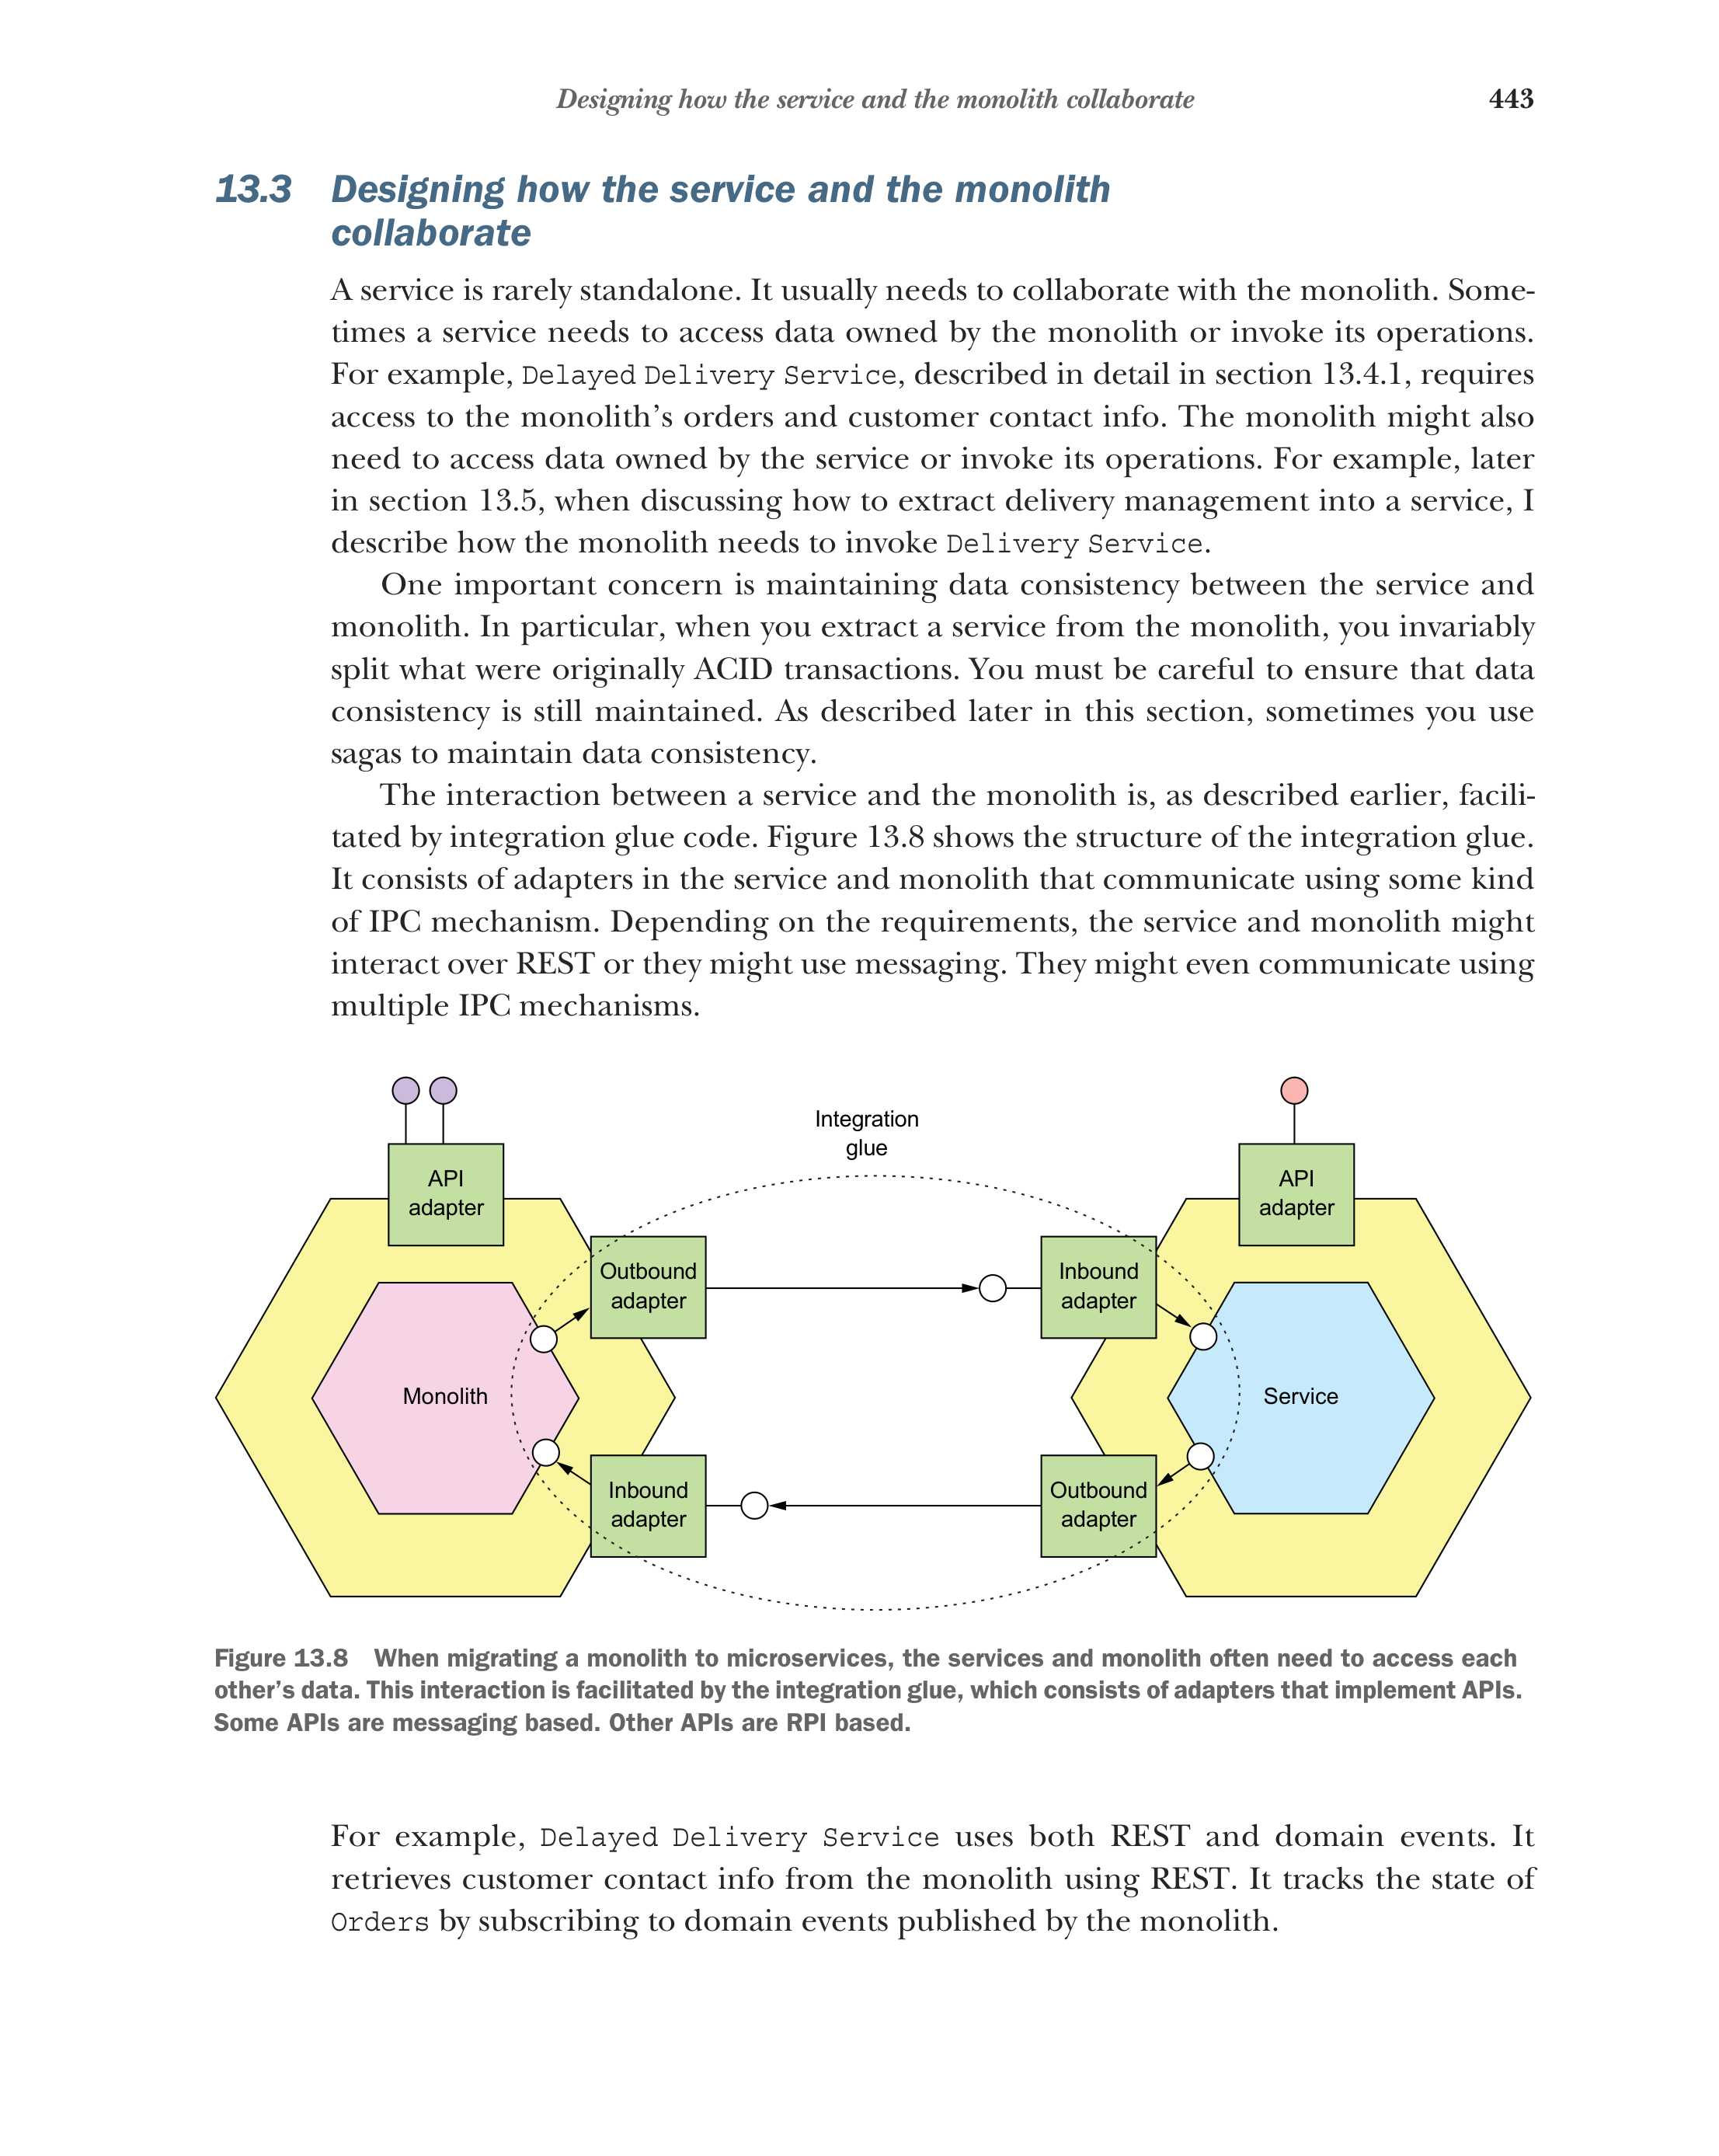 Designing how the service and the monolith collaborate 443
13.3 Designing how the service and the monolith
collaborate
A service is rarely standalone. It usually needs to collaborate with the monolith. Some-
times a service needs to access data owned by the monolith or invoke its operations.
For example, Delayed Delivery Service, described in detail in section 13.4.1, requires
access to the monolith’s orders and customer contact info. The monolith might also
need to access data owned by the service or invoke its operations. For example, later
in section 13.5, when discussing how to extract delivery management into a service, I
describe how the monolith needs to invoke Delivery Service.
One important concern is maintaining data consistency between the service and
monolith. In particular, when you extract a service from the monolith, you invariably
split what were originally ACID transactions. You must be careful to ensure that data
consistency is still maintained. As described later in this section, sometimes you use
sagas to maintain data consistency.
The interaction between a service and the monolith is, as described earlier, facili-
tated by integration glue code. Figure 13.8 shows the structure of the integration glue.
It consists of adapters in the service and monolith that communicate using some kind
of IPC mechanism. Depending on the requirements, the service and monolith might
interact over REST or they might use messaging. They might even communicate using
multiple IPC mechanisms.
Integration
glue
API
adapter
API
adapter
Outbound
adapter
Inbound
adapter
Monolith
Service
Inbound
adapter
Outbound
adapter
Figure 13.8 When migrating a monolith to microservices, the services and monolith often need to access each
other’s data. This interaction is facilitated by the integration glue, which consists of adapters that implement APIs.
Some APIs are messaging based. Other APIs are RPI based.
For example, Delayed Delivery Service uses both REST and domain events. It
retrieves customer contact info from the monolith using REST. It tracks the state of
Orders by subscribing to domain events published by the monolith.